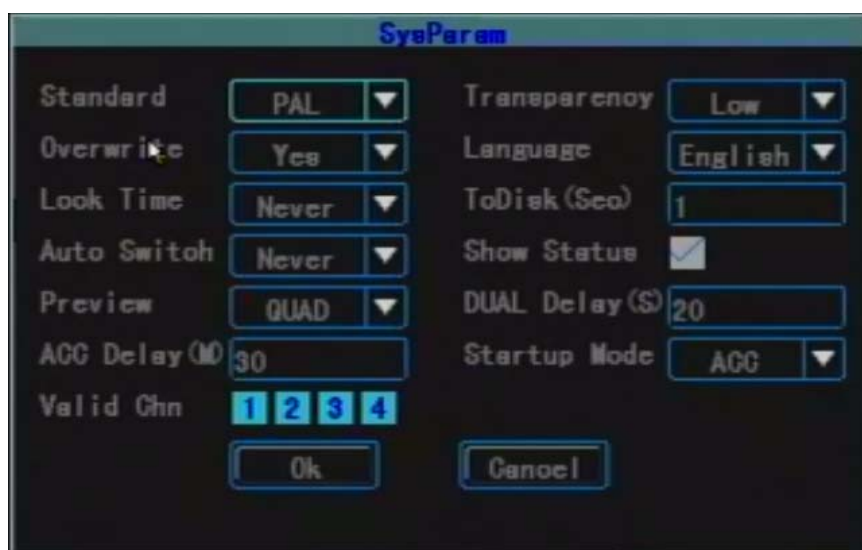 SysParam
Standard PAL Transparency Low
Overwrite Yes Language English
Lock Time Never ToDisk(Sec) 1
Auto Switch Never Show Status
Preview QUAD DUAL Delay(S) 20
ACC Delay(M) 30 Startup Mode ACC
Valid Chn 1 2 3 4
Ok Cancel